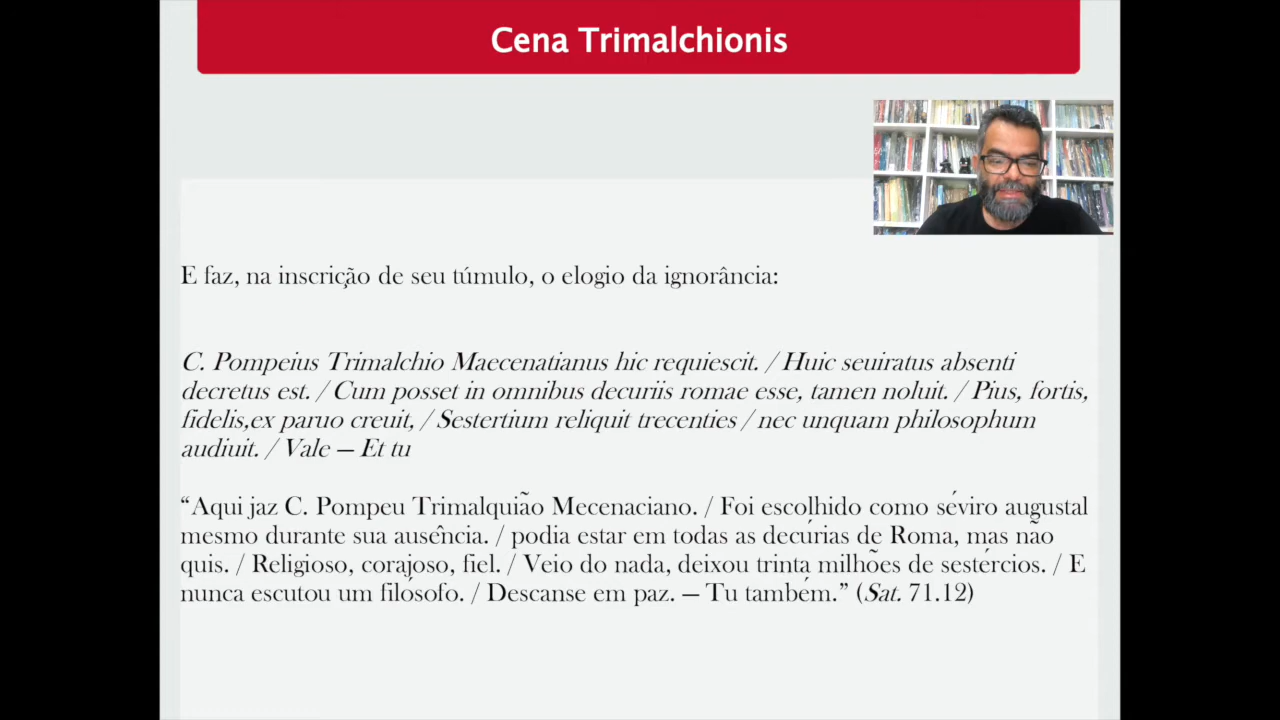 Cena Trimalchionis
E faz, na inscrição de seu túmulo, o elogio da ignorância:
C. Pompeius Trimalchio Maecenatianus hic requiescit. / Huic seuiratus absenti
decretus est. / Cum posset in omnibus decuriis romae esse, tamen noluit. / Pius, fortis,
fidelis,ex paruo creuit, / Sestertium reliquit trecenties / nec unquam philosophum
audiuit. / Vale — Et tu
“Aqui jaz C. Pompeu Trimalquião Mecenaciano. / Foi escolhido como séviro augustal
mesmo durante sua ausência. / podia estar em todas as decúrias de Roma, mas não
quis. / Religioso, corajoso, fiel. / Veio do nada, deixou trinta milhões de sestércios. / E
nunca escutou um filósofo. / Descanse em paz. — Tu também.” (Sat. 71.12)